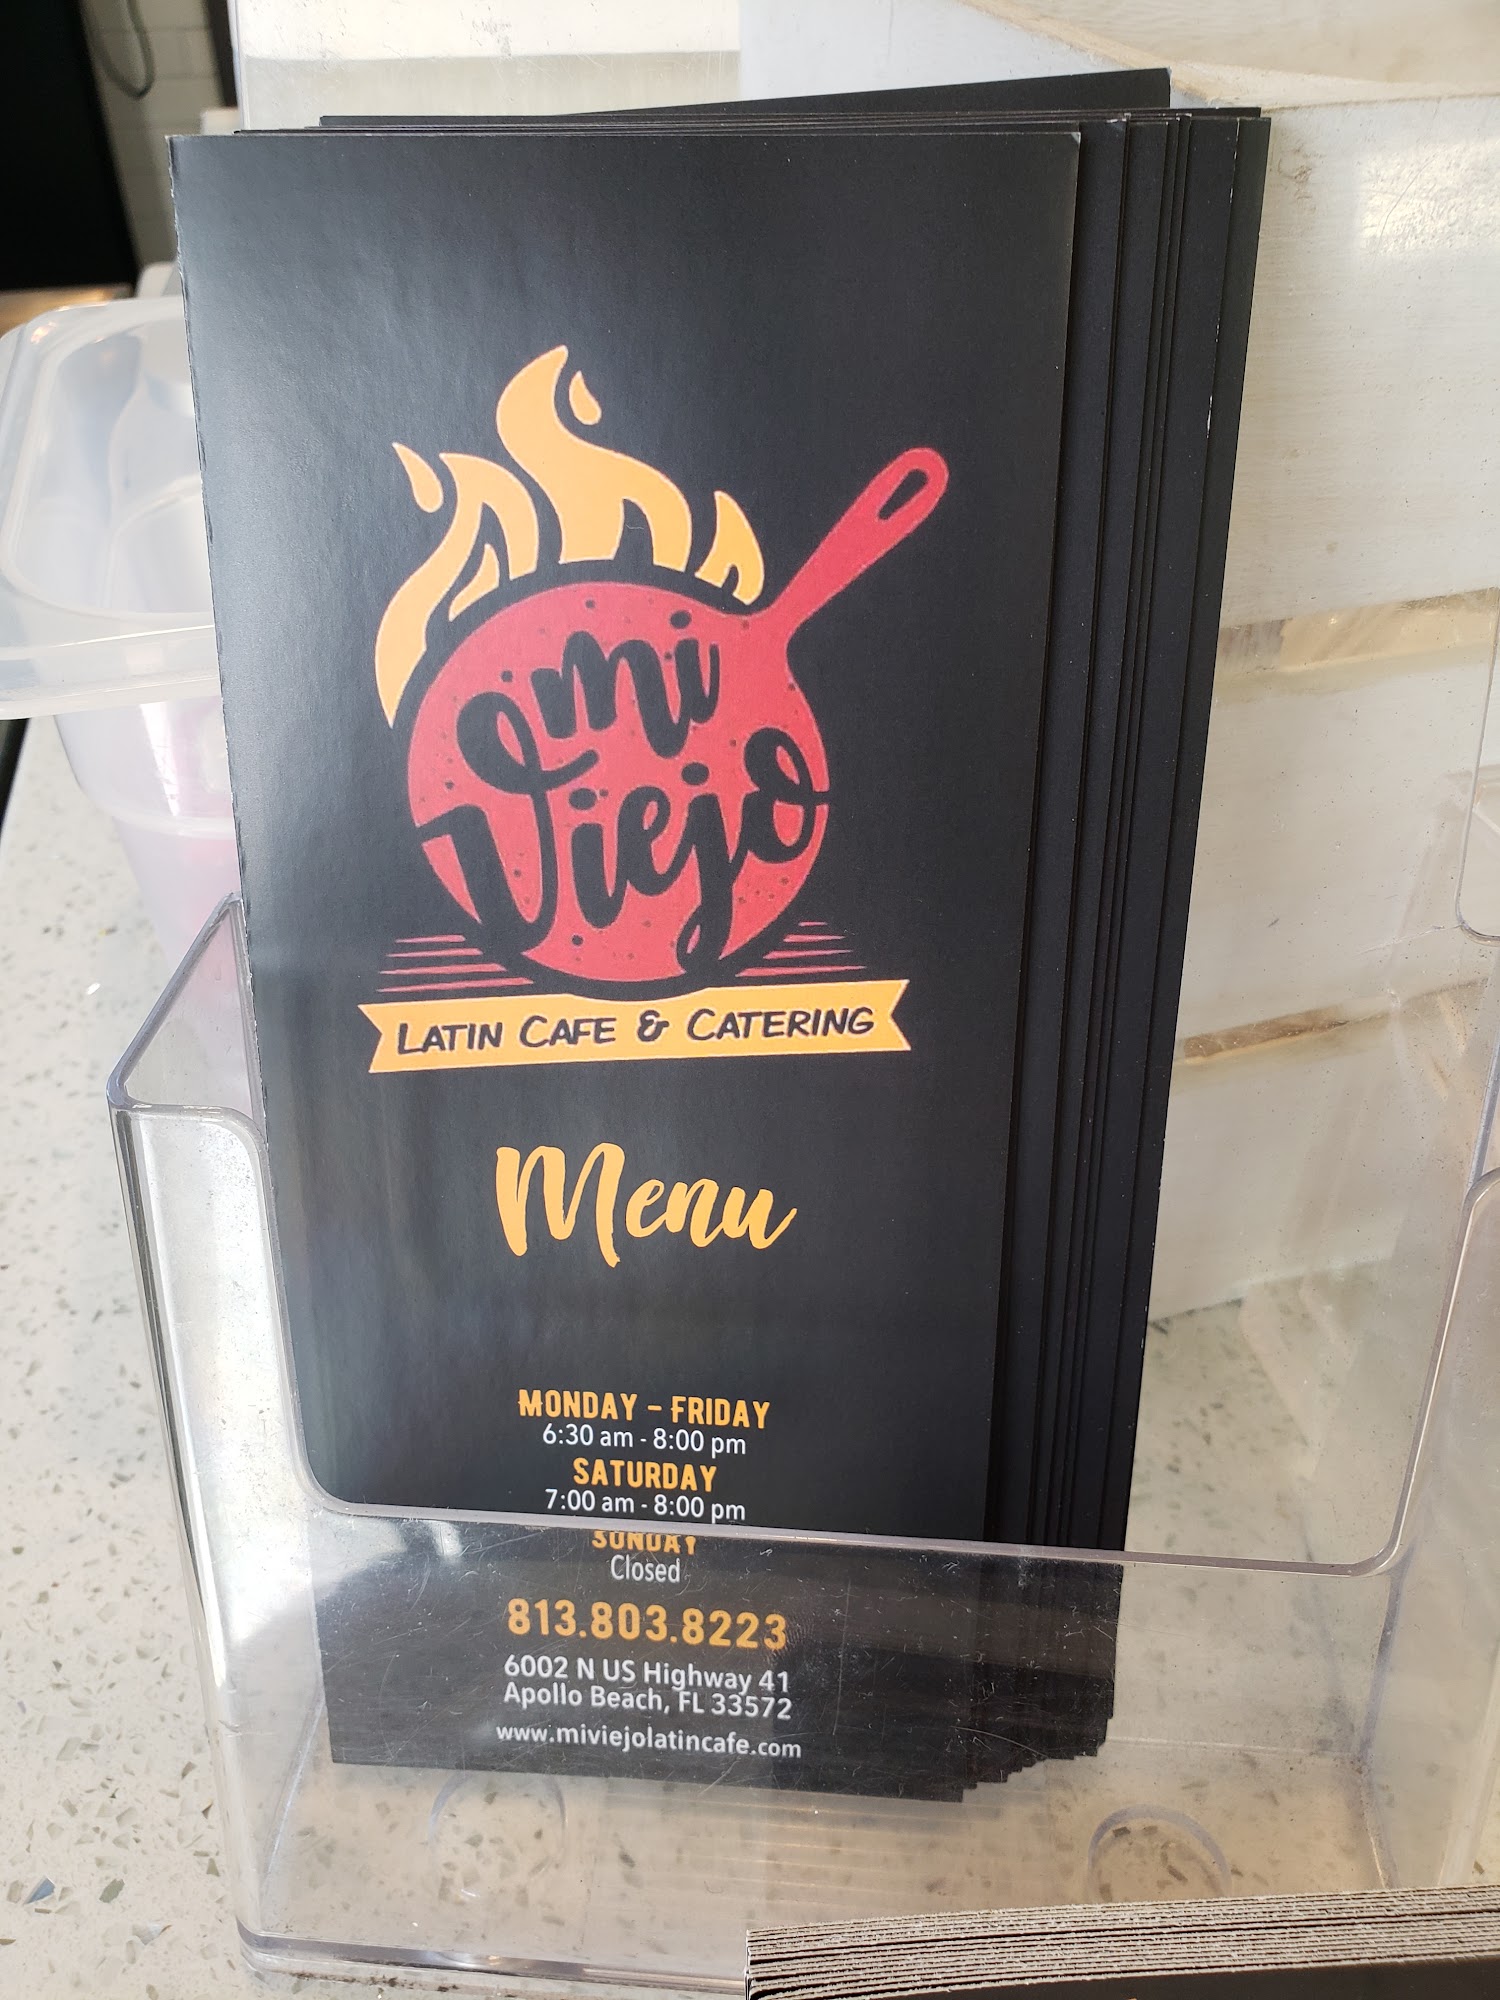 mi
Viejo
LATIN CAFE & CATERING
Menu
MONDAY - FRIDAY
6:30 am - 8:00 pm
SATURDAY
7:00 am - 8:00 pm
SUNDAY
Closed
813.803.8223
6002 N US Highway 41
Apollo Beach, FL 33572
www.miviejolatincafe.com